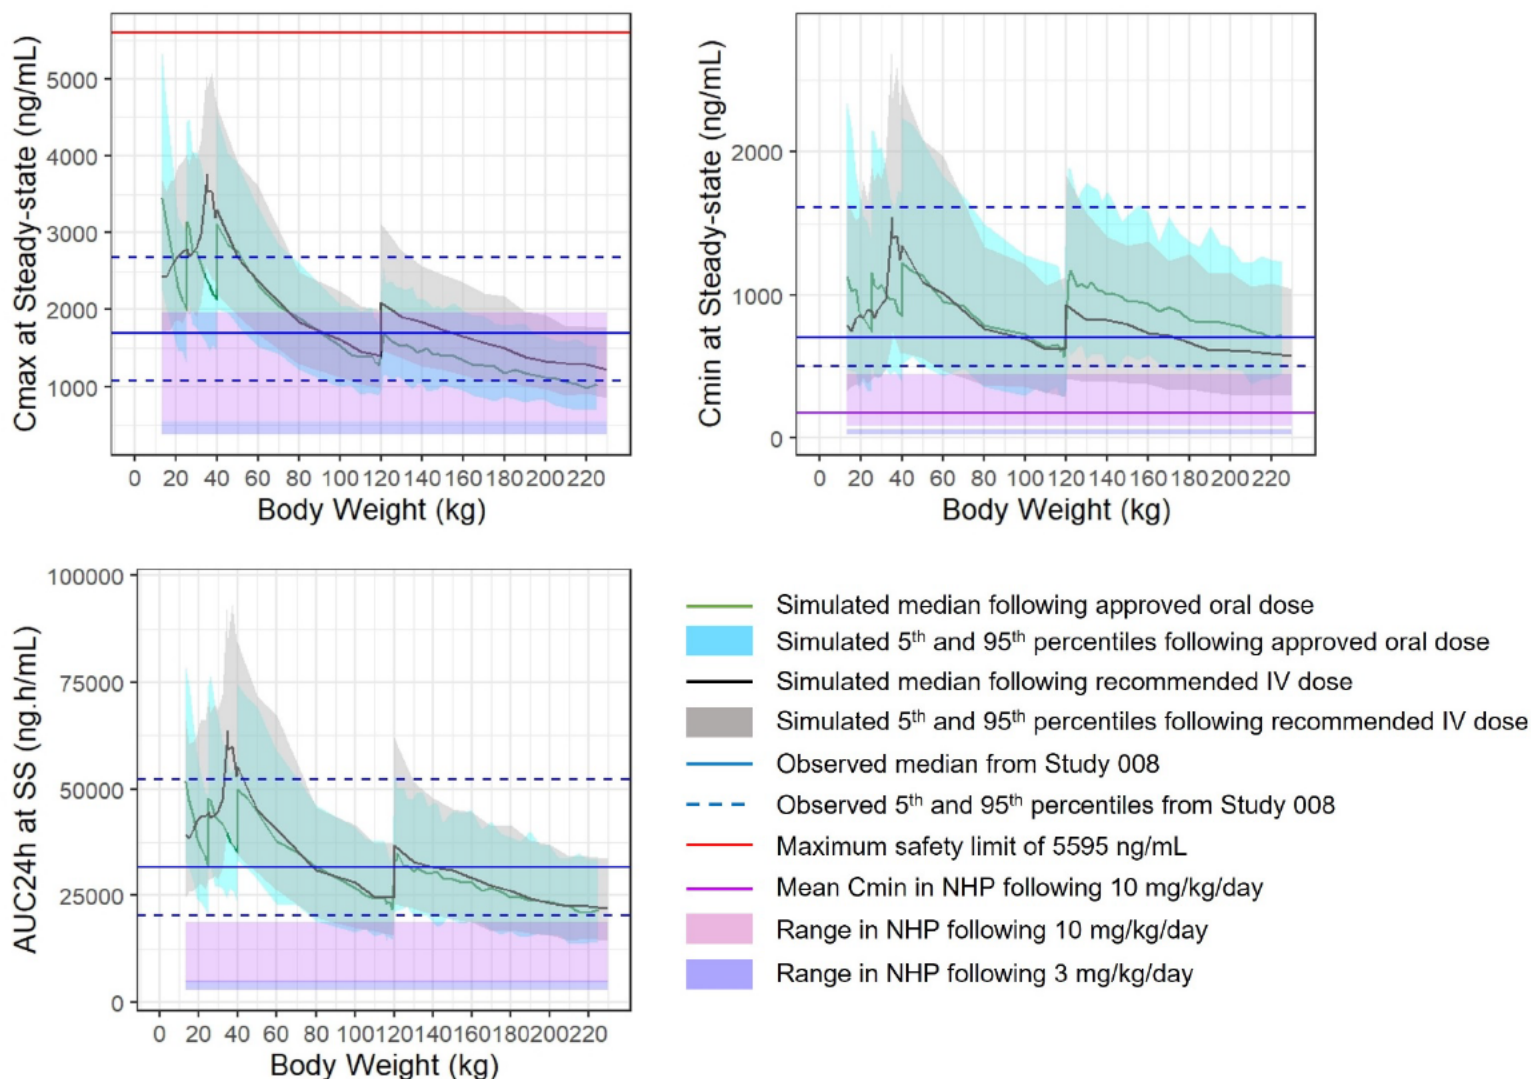 Cmax at Steady-state (ng/mL)
5000
4000
3000
2000
1000
0 20 40 60 80 100 120 140 160 180 200 220
Body Weight (kg)
Cmin at Steady-state (ng/mL)
2000
1000
0
0 20 40 60 80 100 120 140 160 180 200 220
Body Weight (kg)
AUC24h at SS (ng.h/mL)
100000
75000
50000
25000
0
0 20 40 60 80 100 120 140 160 180 200 220
Body Weight (kg)
Simulated median following approved oral dose
Simulated 5th and 95th percentiles following approved oral dose
Simulated median following recommended IV dose
Simulated 5th and 95th percentiles following recommended IV dose
Observed median from Study 008
Observed 5th and 95th percentiles from Study 008
Maximum safety limit of 5595 ng/mL
Mean Cmin in NHP following 10 mg/kg/day
Range in NHP following 10 mg/kg/day
Range in NHP following 3 mg/kg/day